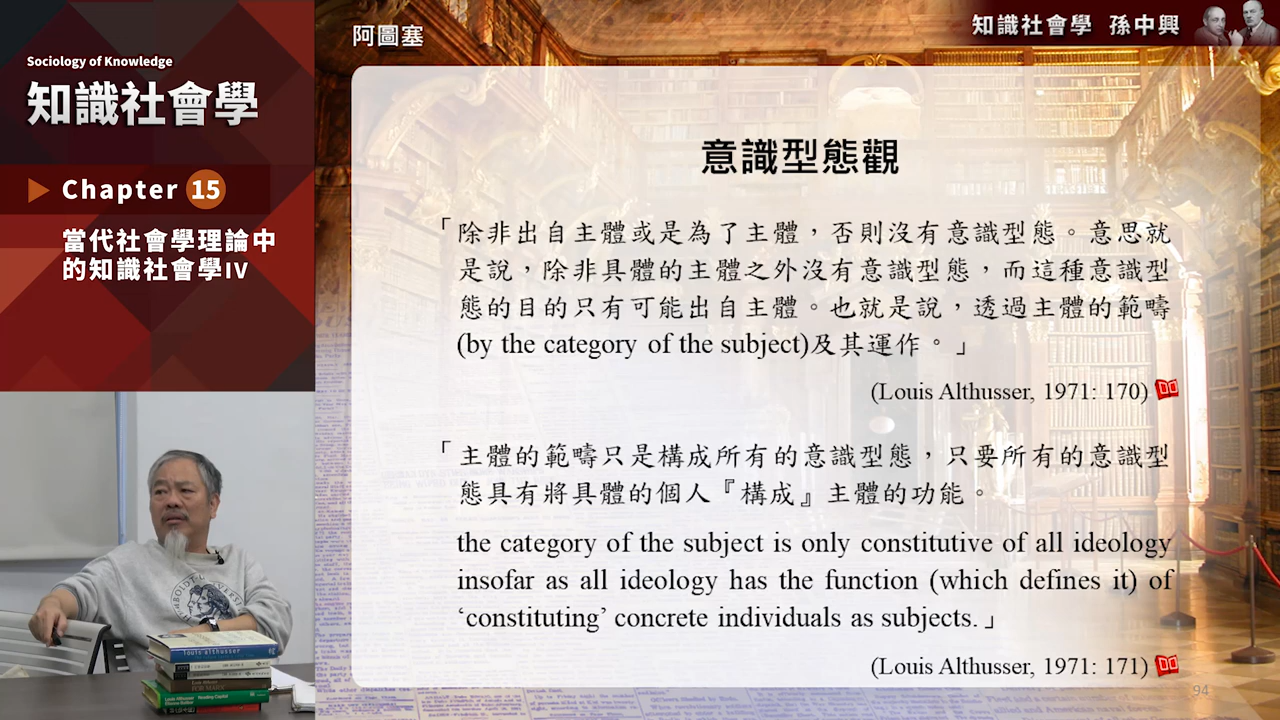 Sociology of Knowledge
知識社會學
Chapter 15
當代社會學理論中
的知識社會學IV
阿圖塞
知識社會學 孫中興
意識型態觀
「除非出自主體或是為了主體，否則沒有意識型態。意思就
是說，除非具體的主體之外沒有意識型態，而這種意識型
態的目的只有可能出自主體。也就是說，透過主體的範疇
(by the category of the subject)及其運作。」
(Louis Althusser, 1971: 170)
「主體的範疇只是構成所有的意識型態，只要所有的意識型
態具有將具體的個人『構成』主體的功能。
the category of the subject is only constitutive of all ideology
insofar as all ideology has the function (which defines it) of
‘constituting’ concrete individuals as subjects.」
(Louis Althusser, 1971: 171)
94
louis althusser
FOR MARX
Reading Capital